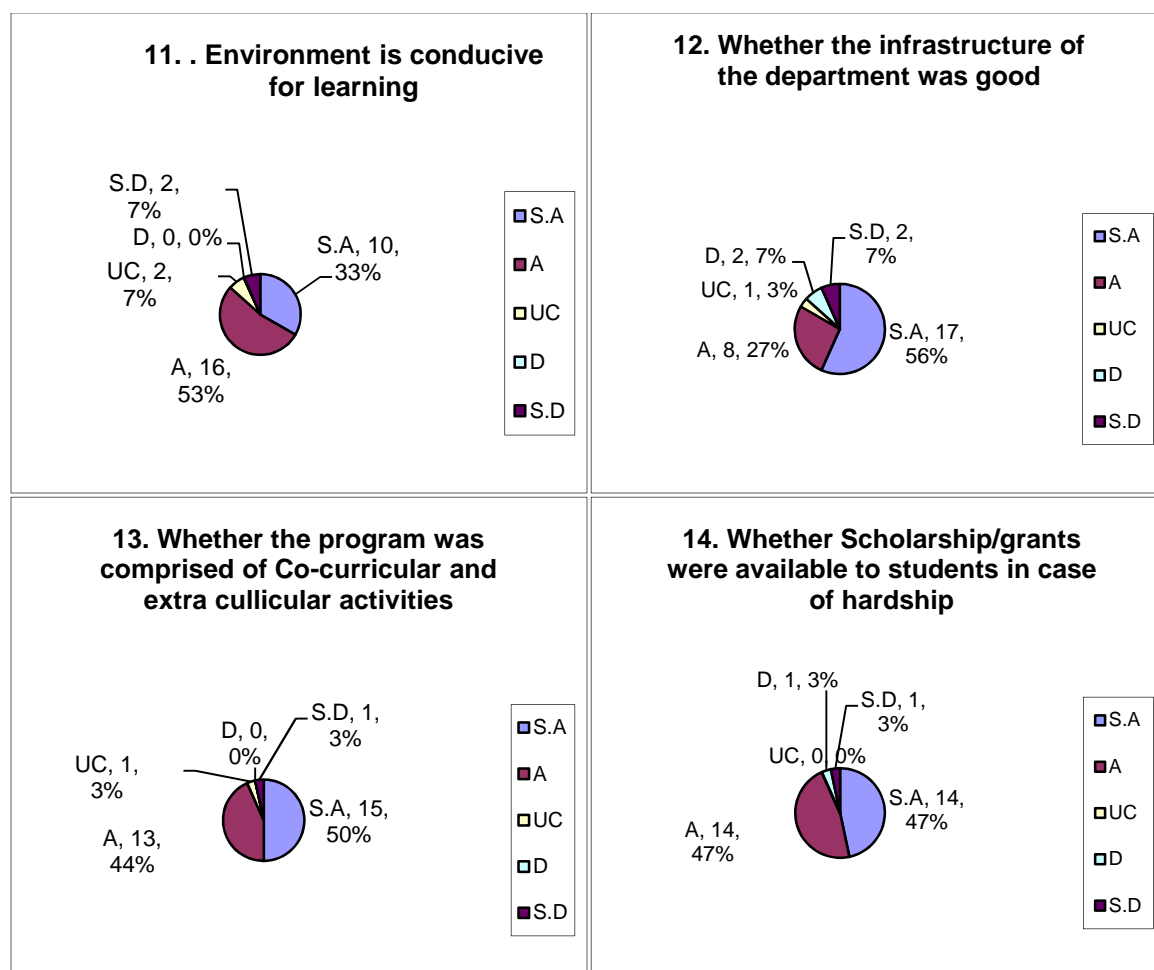 11. . Environment is conducive
for learning
S.D, 2,
7%
D, 0, 0%
UC, 2,
7%
S.A, 10,
33%
A, 16,
53%
S.A
A
UC
D
S.D
12. Whether the infrastructure of
the department was good
S.D, 2,
7%
D, 2, 7%
UC, 1, 3%
A, 8, 27%
S.A, 17,
56%
S.A
A
UC
D
S.D
13. Whether the program was
comprised of Co-curricular and
extra cullicular activities
S.D, 1,
3%
D, 0,
0%
UC, 1,
3%
S.A, 15,
50%
A, 13,
44%
S.A
A
UC
D
S.D
14. Whether Scholarship/grants
were available to students in case
of hardship
D, 1, 3%
S.D, 1,
3%
UC, 0, 0%
S.A, 14,
47%
A, 14,
47%
S.A
A
UC
D
S.D